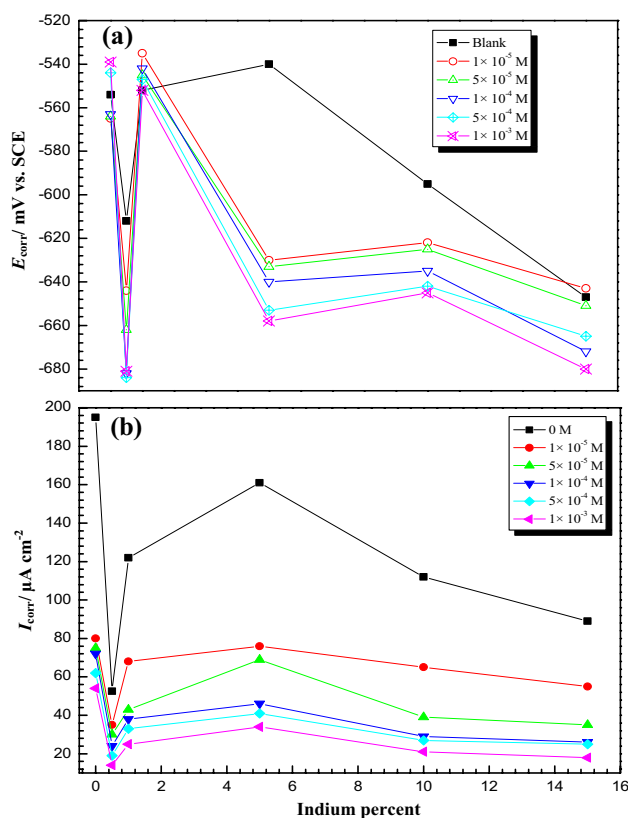 (a)
-520
-540
-560
-580
-600
-620
-640
-660
-680
E_corr/ mV vs. SCE
Blank
1× 10^-5 M
5× 10^-5 M
1× 10^-4 M
5× 10^-4 M
1× 10^-3 M
(b)
200
180
160
140
120
100
80
60
40
20
I_corr/ µA cm^-2
0 M
1× 10^-5 M
5× 10^-5 M
1× 10^-4 M
5× 10^-4 M
1× 10^-3 M
0 2 4 6 8 10 12 14 16
Indium percent